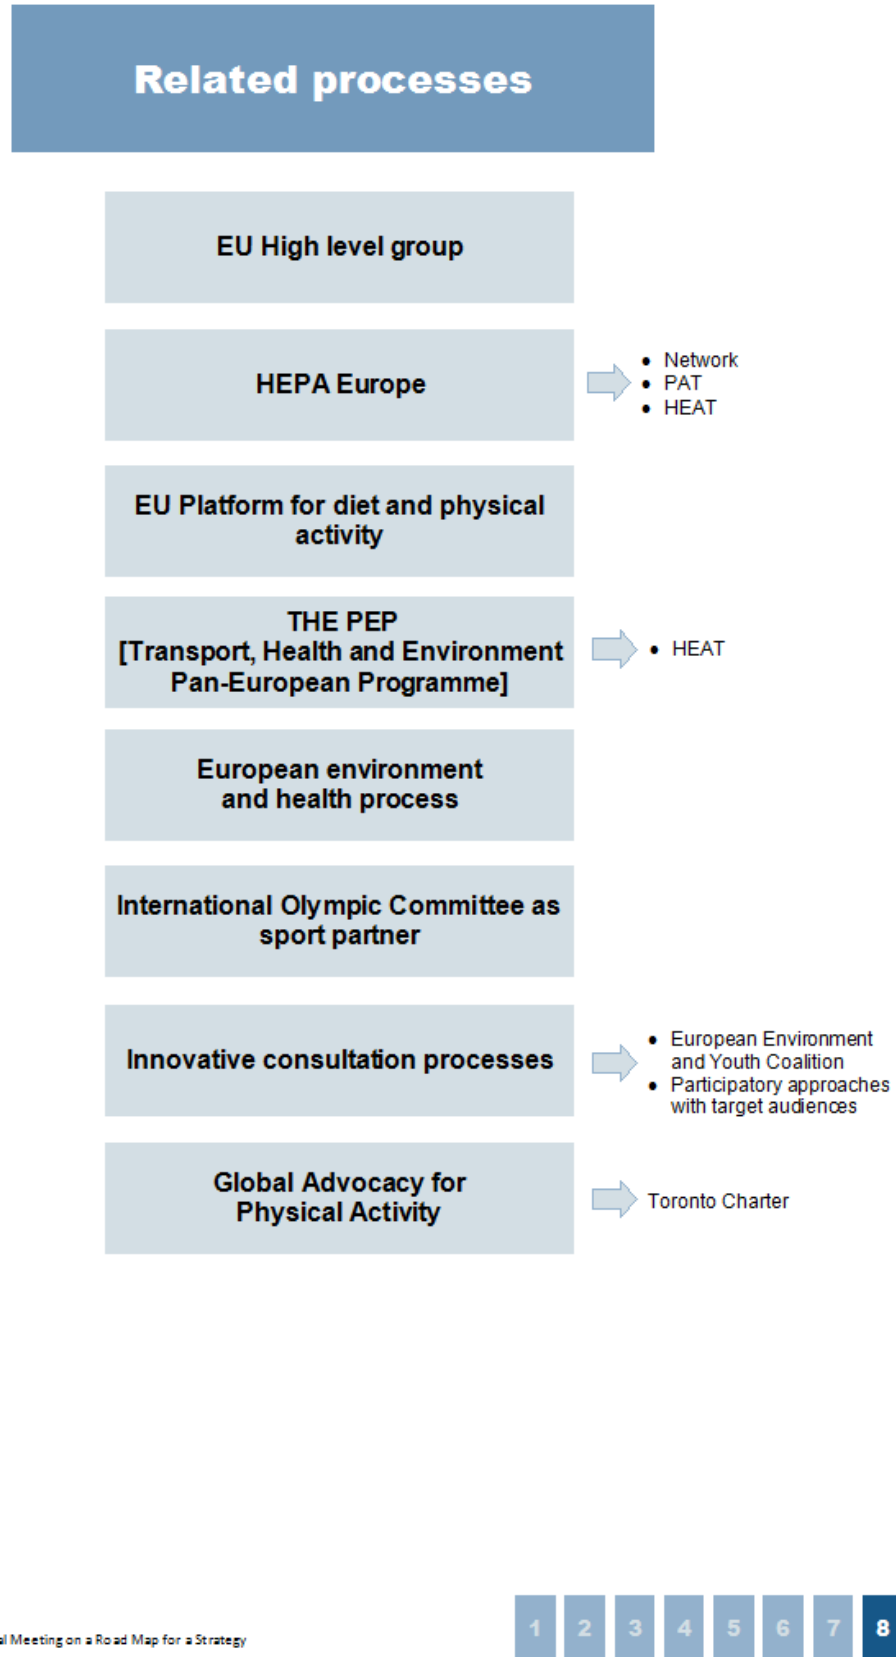 Related processes
EU High level group
HEPA Europe
● Network
● PAT
● HEAT
EU Platform for diet and physical
activity
THE PEP
[Transport, Health and Environment
Pan-European Programme]
● HEAT
European environment
and health process
International Olympic Committee as
sport partner
Innovative consultation processes
● European Environment
and Youth Coalition
● Participatory approaches
with target audiences
Global Advocacy for
Physical Activity
Toronto Charter
al Meeting on a Road Map for a Strategy
1 2 3 4 5 6 7 8